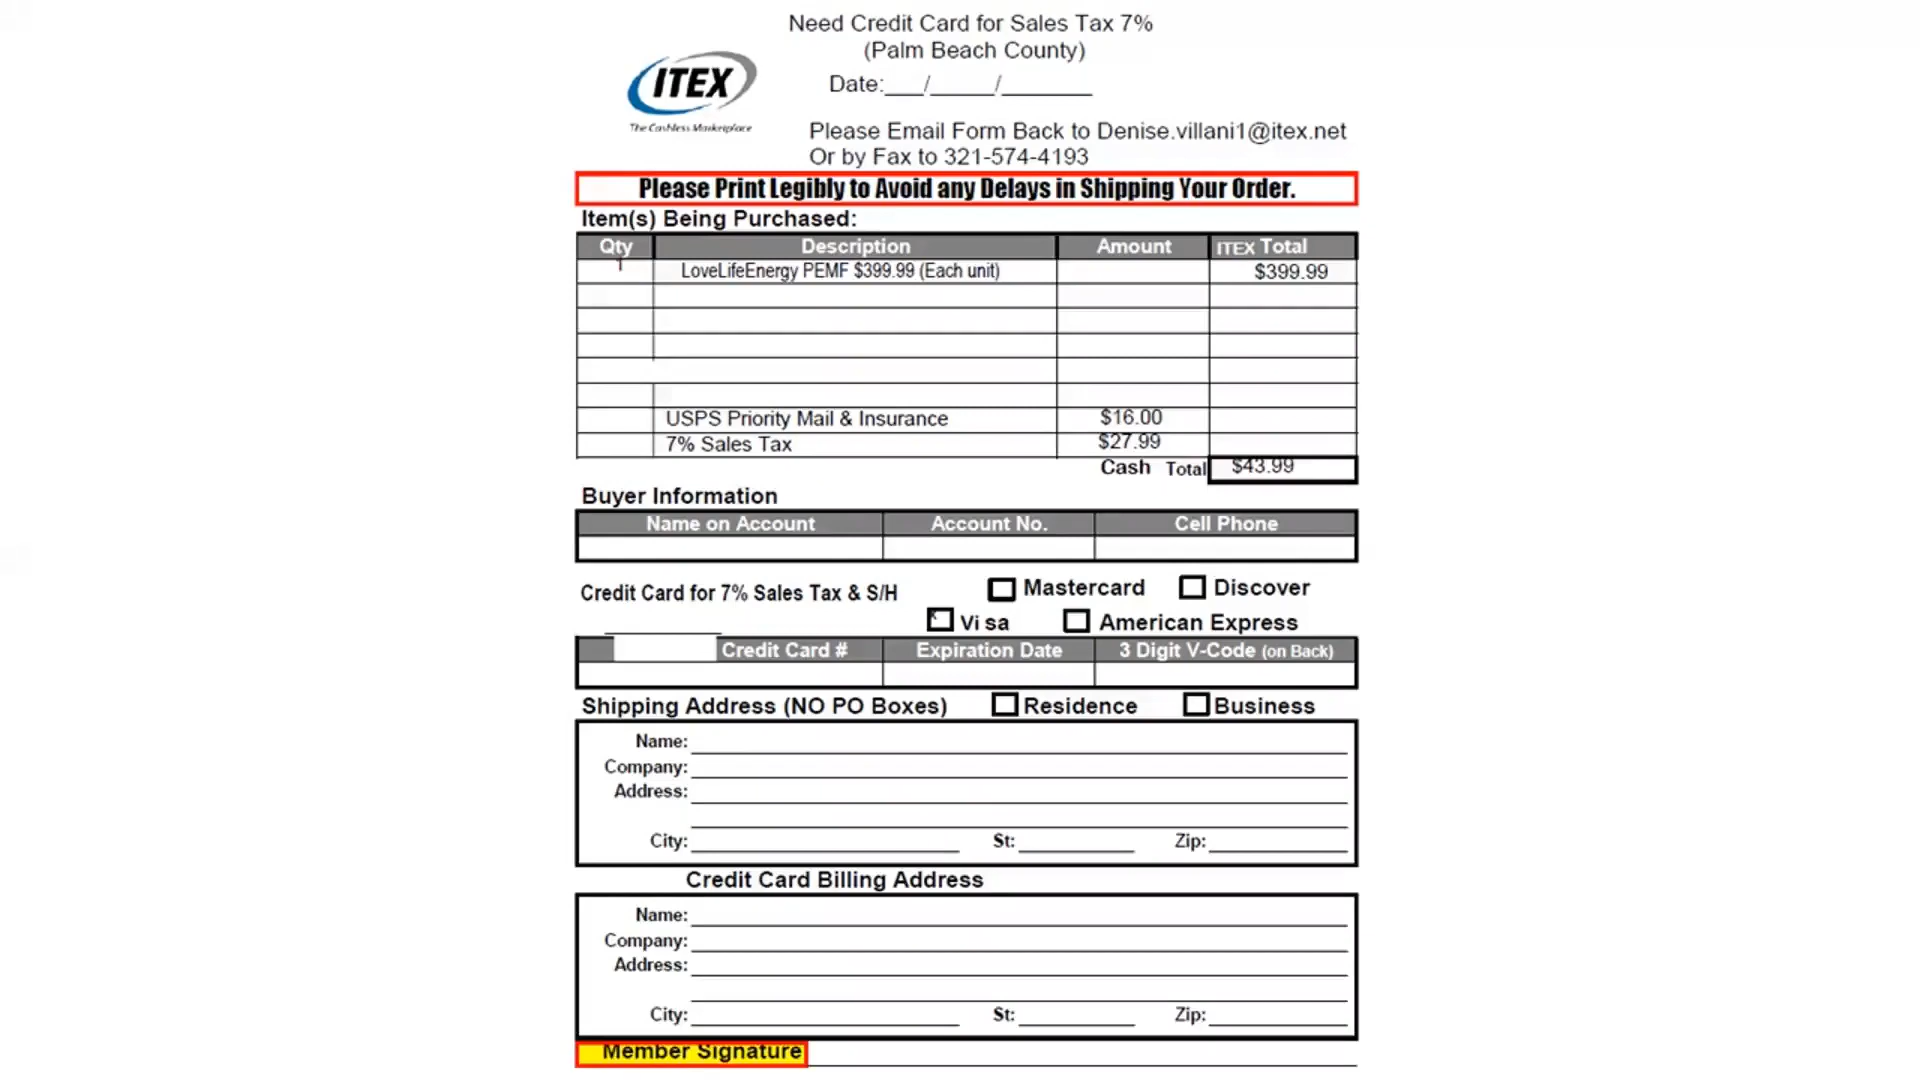 Need Credit Card for Sales Tax 7%
(Palm Beach County)
ITEX
The Cashless Marketplace
Date:___/_____/_______
Please Email Form Back to Denise.villani1@itex.net
Or by Fax to 321-574-4193
Please Print Legibly to Avoid any Delays in Shipping Your Order.
Item(s) Being Purchased:
Qty Description Amount ITEX Total
1 LoveLifeEnergy PEMF $399.99 (Each unit) $399.99
USPS Priority Mail & Insurance $16.00
7% Sales Tax $27.99
Cash Total $43.99
Buyer Information
Name on Account Account No. Cell Phone
Credit Card for 7% Sales Tax & S/H Mastercard Discover
Vi sa American Express
Credit Card # Expiration Date 3 Digit V-Code (on Back)
Shipping Address (NO PO Boxes) Residence Business
Name:
Company:
Address:
City: St: Zip:
Credit Card Billing Address
Name:
Company:
Address:
City: St: Zip:
Member Signature